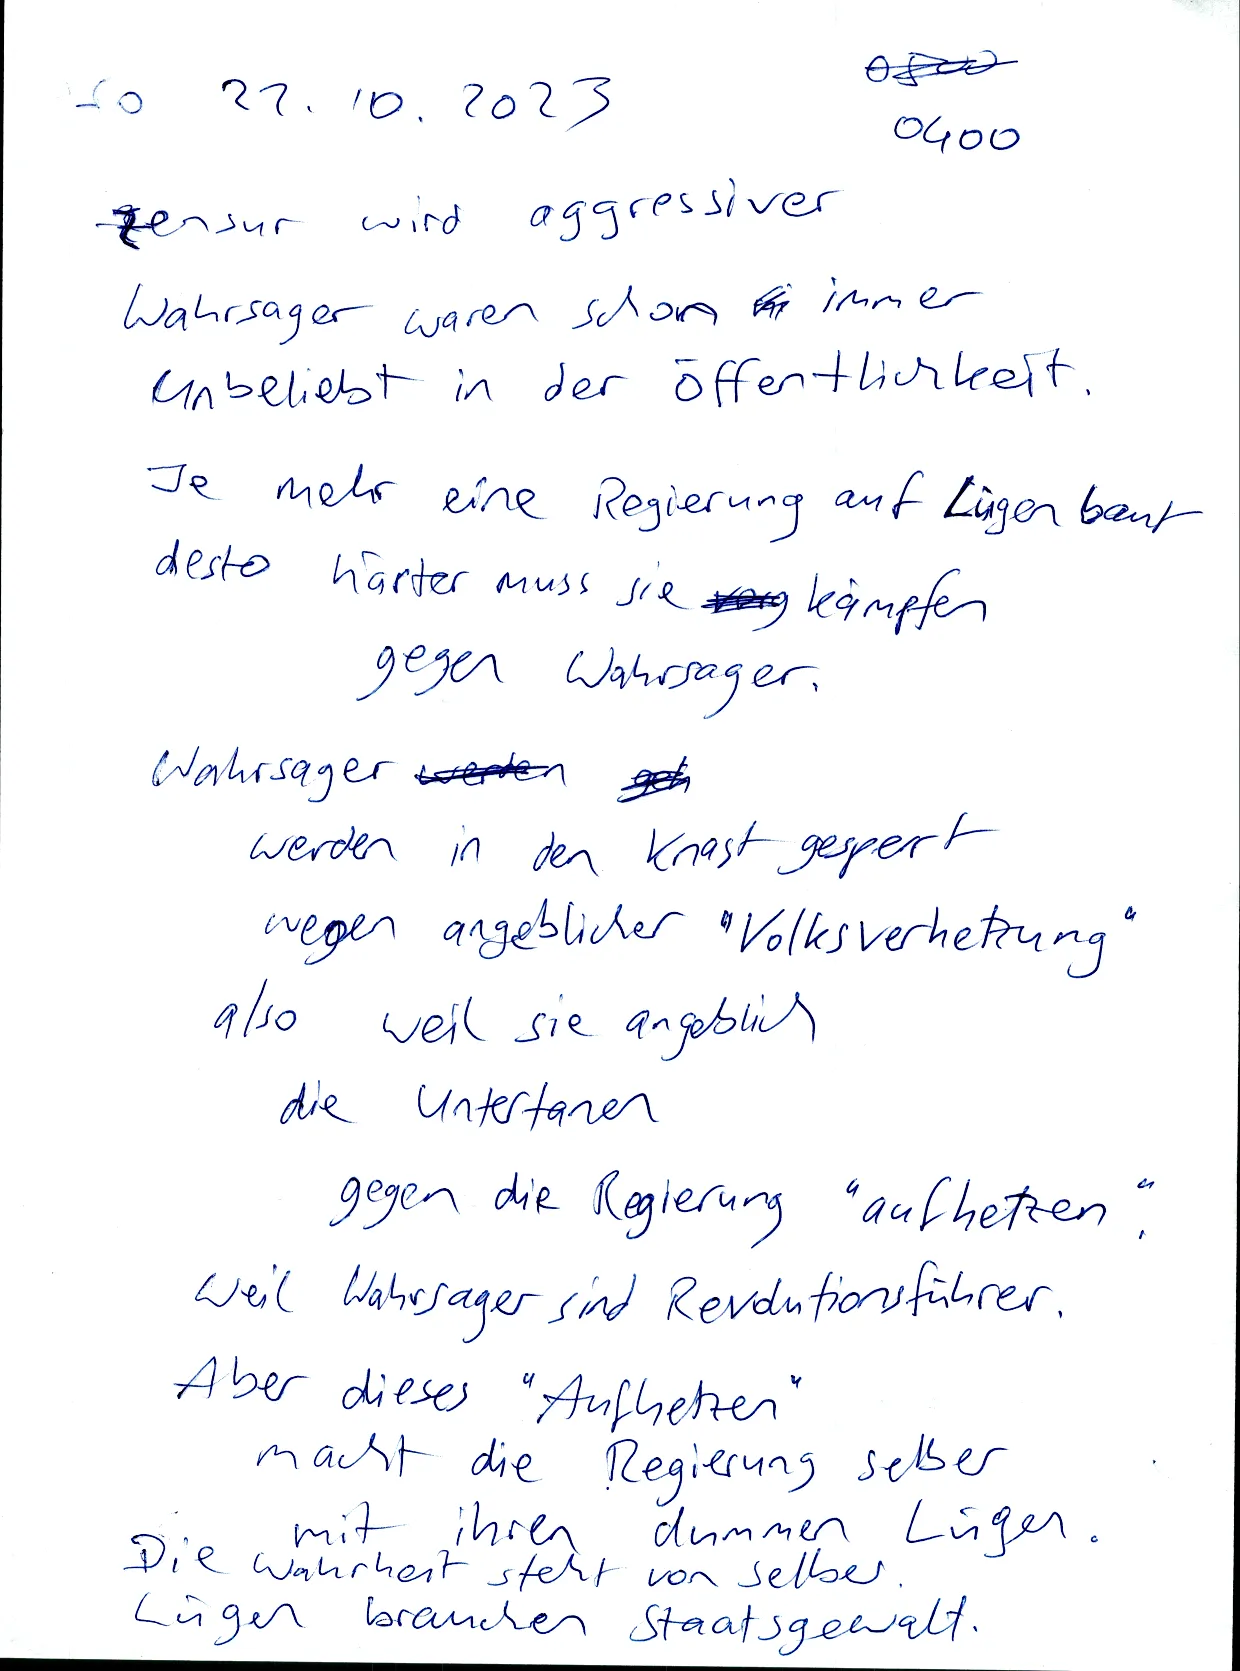 So 22.10.2023
0400
Zensur wird aggressiver
Wahrsager waren schon immer
Unbeliebt in der öffentlichkeit.
Je mehr eine Regierung auf Lügen baut
desto härter muss sie kämpfen
gegen Wahrsager.
Wahrsager werden
werden in den Knast gesperrt
wegen angeblicher "Volksverhetzung"
also weil sie angeblich
die Untertanen
gegen die Regierung "aufhetzen".
Weil Wahrsager sind Revolutionsführer.
Aber dieses "Aufhetzen"
macht die Regierung selber
mit ihren dummen Lügen.
Die Wahrheit steht von selber.
Lügen brauchen Staatsgewalt.